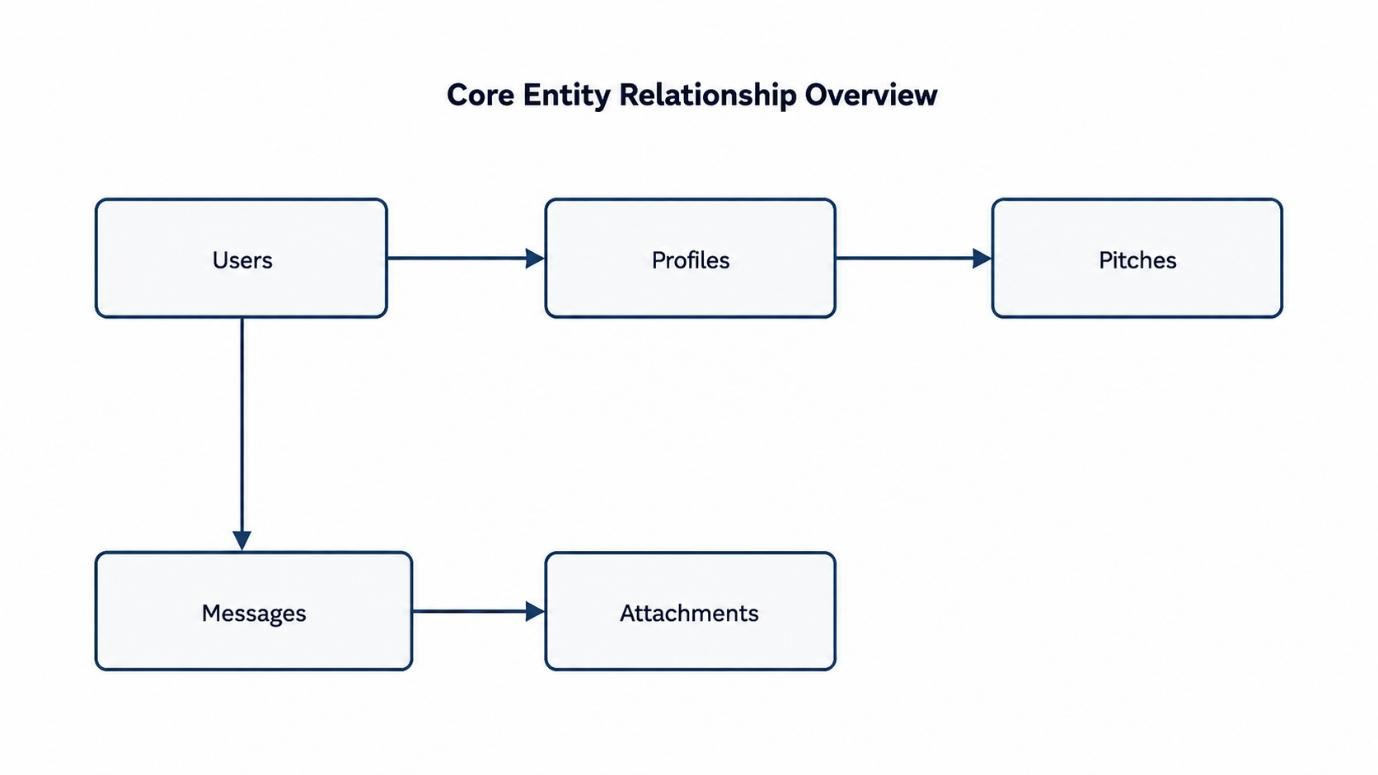 Core Entity Relationship Overview
Users
Profiles
Pitches
Messages
Attachments